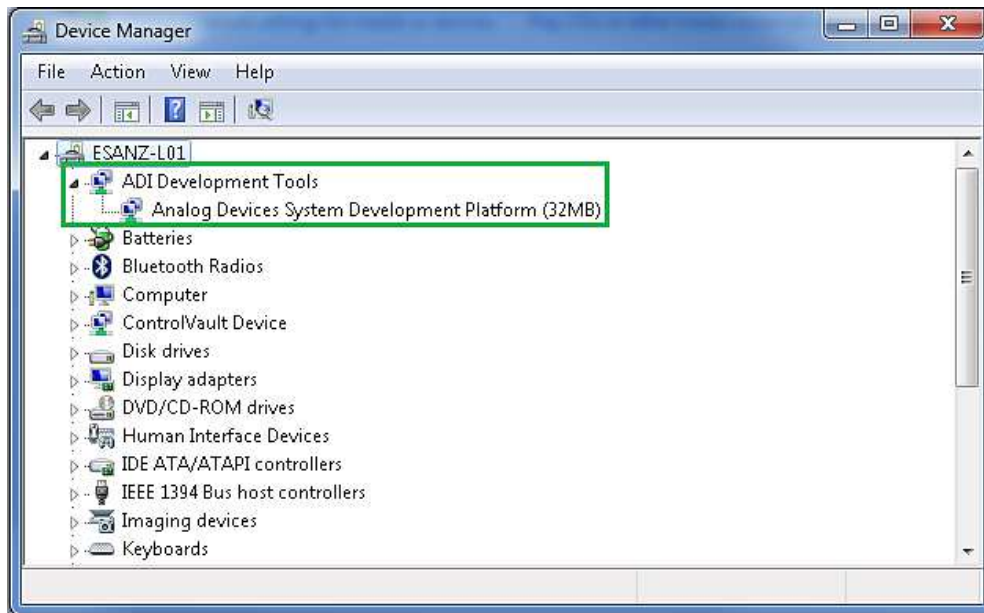 Device Manager
File Action View Help
ESANZ-L01
ADI Development Tools
Analog Devices System Development Platform (32MB)
Batteries
Bluetooth Radios
Computer
ControlVault Device
Disk drives
Display adapters
DVD/CD-ROM drives
Human Interface Devices
IDE ATA/ATAPI controllers
IEEE 1394 Bus host controllers
Imaging devices
Keyboards